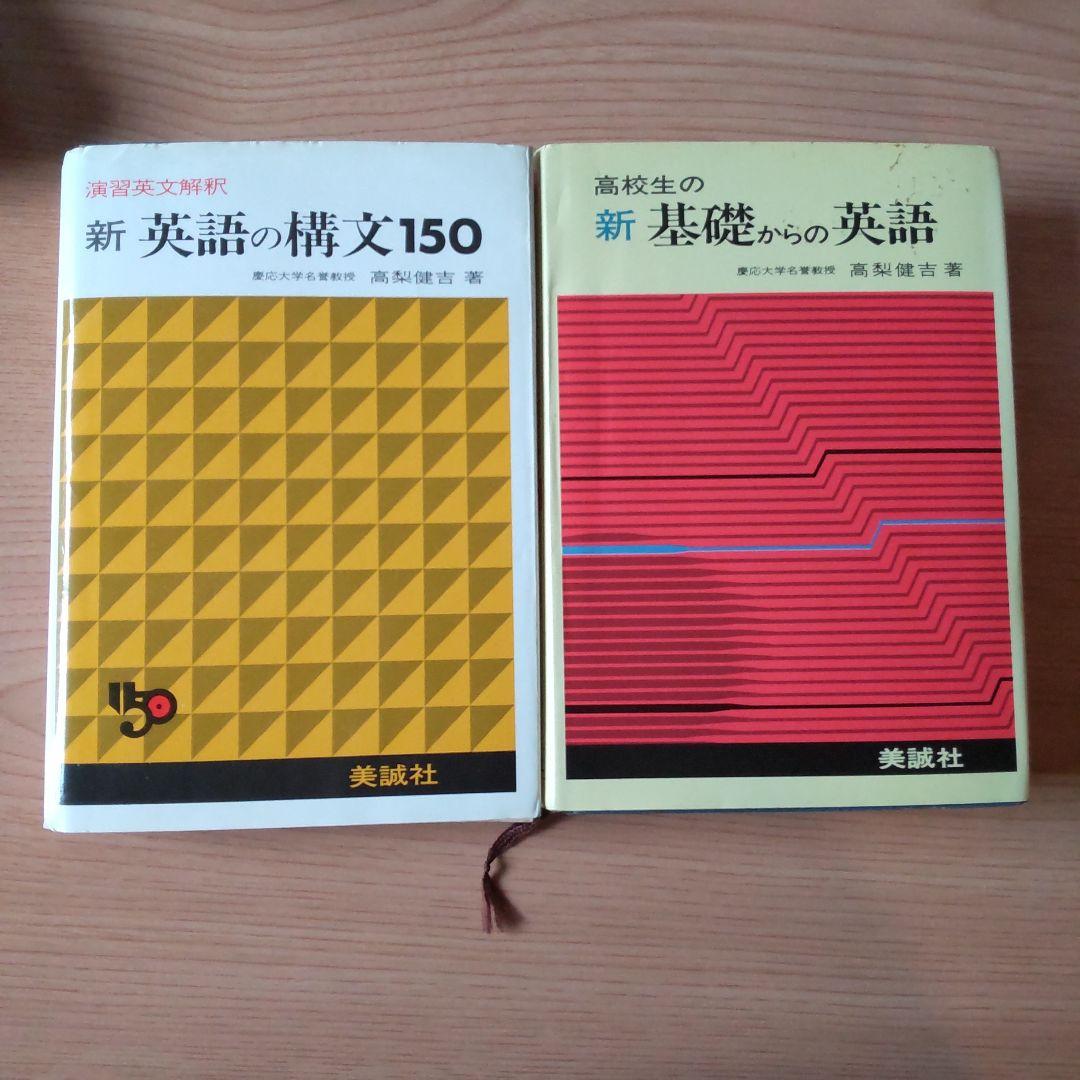 演習英文解釈
新 英語の構文150
慶応大学名誉教授 高梨健吉 著
150
美誠社
高校生の
新 基礎からの英語
慶応大学名誉教授 高梨健吉 著
美誠社